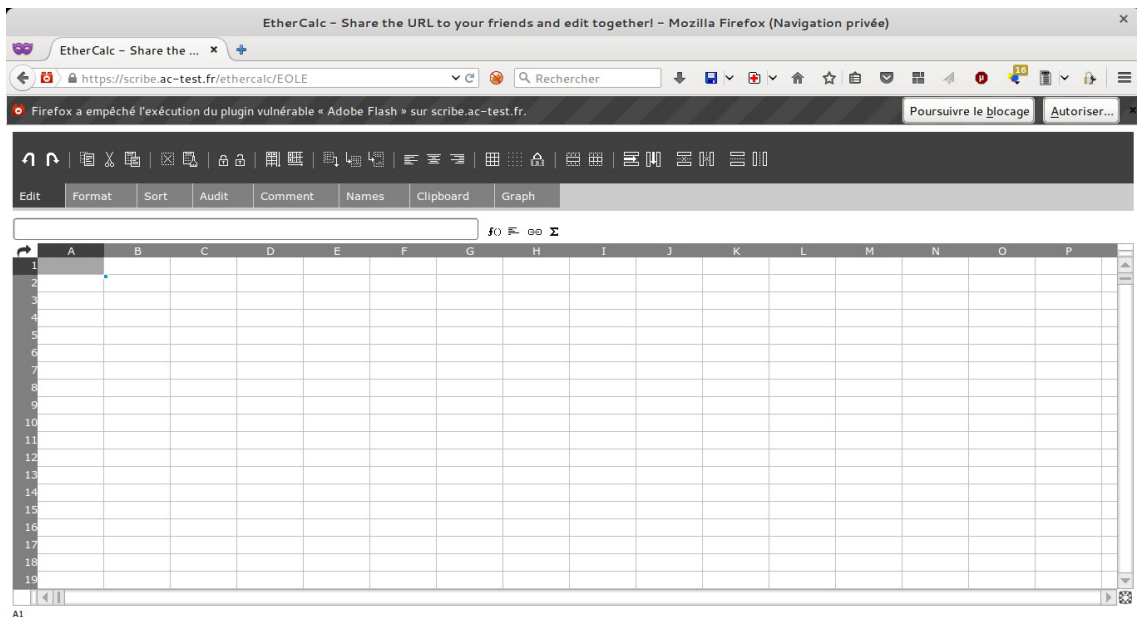 EtherCalc – Share the URL to your friends and edit together! – Mozilla Firefox (Navigation privée)
EtherCalc – Share the ...
https://scribe.ac-test.fr/ethercalc/EOLE
Rechercher
16
Firefox a empêché l'exécution du plugin vulnérable « Adobe Flash » sur scribe.ac-test.fr.
Poursuivre le blocage
Autoriser...
Edit Format Sort Audit Comment Names Clipboard Graph
f() Σ
A B C D E F G H I J K L M N O P
1
2
3
4
5
6
7
8
9
10
11
12
13
14
15
16
17
18
19
A1